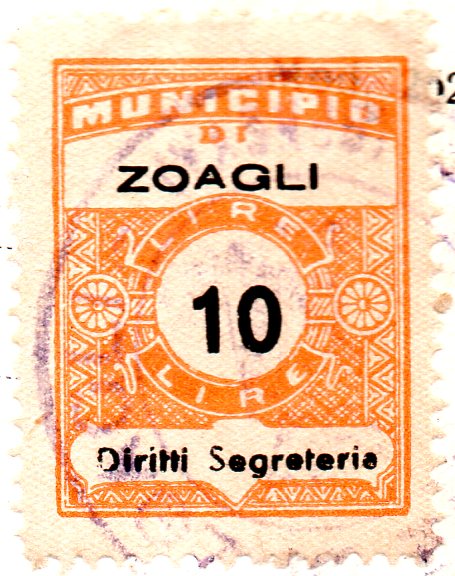 MUNICIPIO
DI
ZOAGLI
LIRE
10
LIRE
Diritti Segreteria